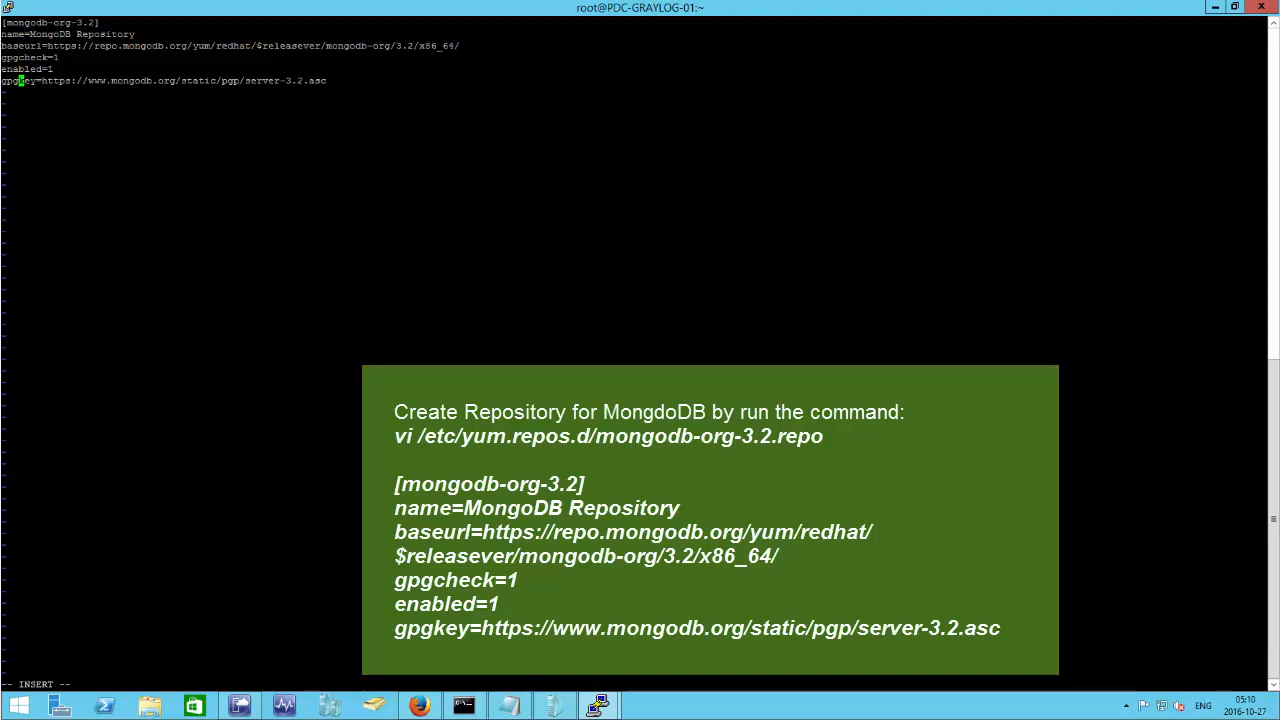 root@PDC-GRAYLOG-01:~
[mongodb-org-3.2]
name=MongoDB Repository
baseurl=https://repo.mongodb.org/yum/redhat/$releasever/mongodb-org/3.2/x86_64/
gpgcheck=1
enabled=1
gpgkey=https://www.mongodb.org/static/pgp/server-3.2.asc
Create Repository for MongdoDB by run the command:
vi /etc/yum.repos.d/mongodb-org-3.2.repo
[mongodb-org-3.2]
name=MongoDB Repository
baseurl=https://repo.mongodb.org/yum/redhat/
$releasever/mongodb-org/3.2/x86_64/
gpgcheck=1
enabled=1
gpgkey=https://www.mongodb.org/static/pgp/server-3.2.asc
-- INSERT --
ENG
05:10
2016-10-27